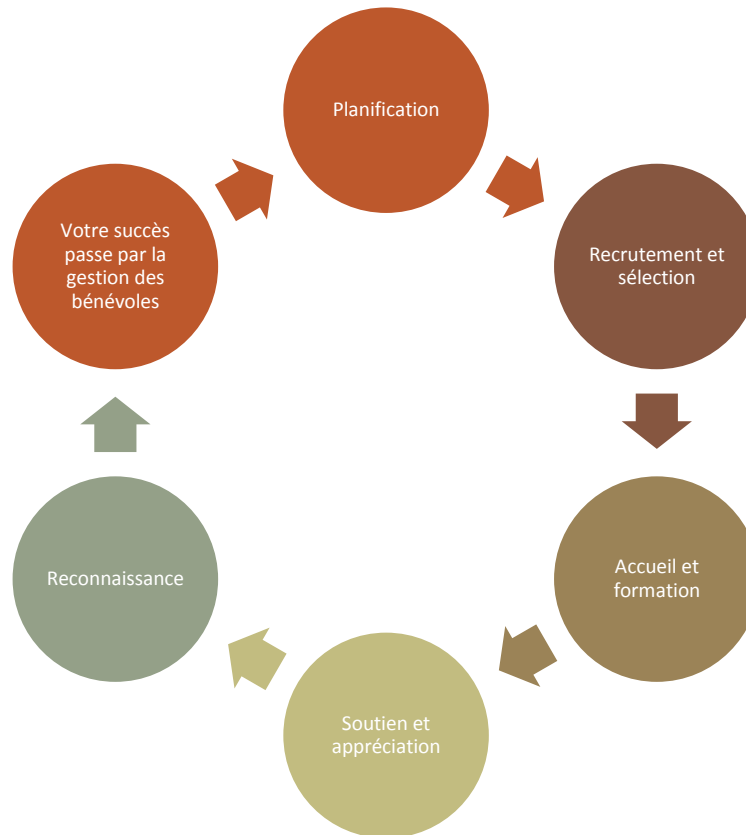 Planification
Recrutement et
sélection
Accueil et
formation
Soutien et
appréciation
Reconnaissance
Votre succès
passe par la
gestion des
bénévoles